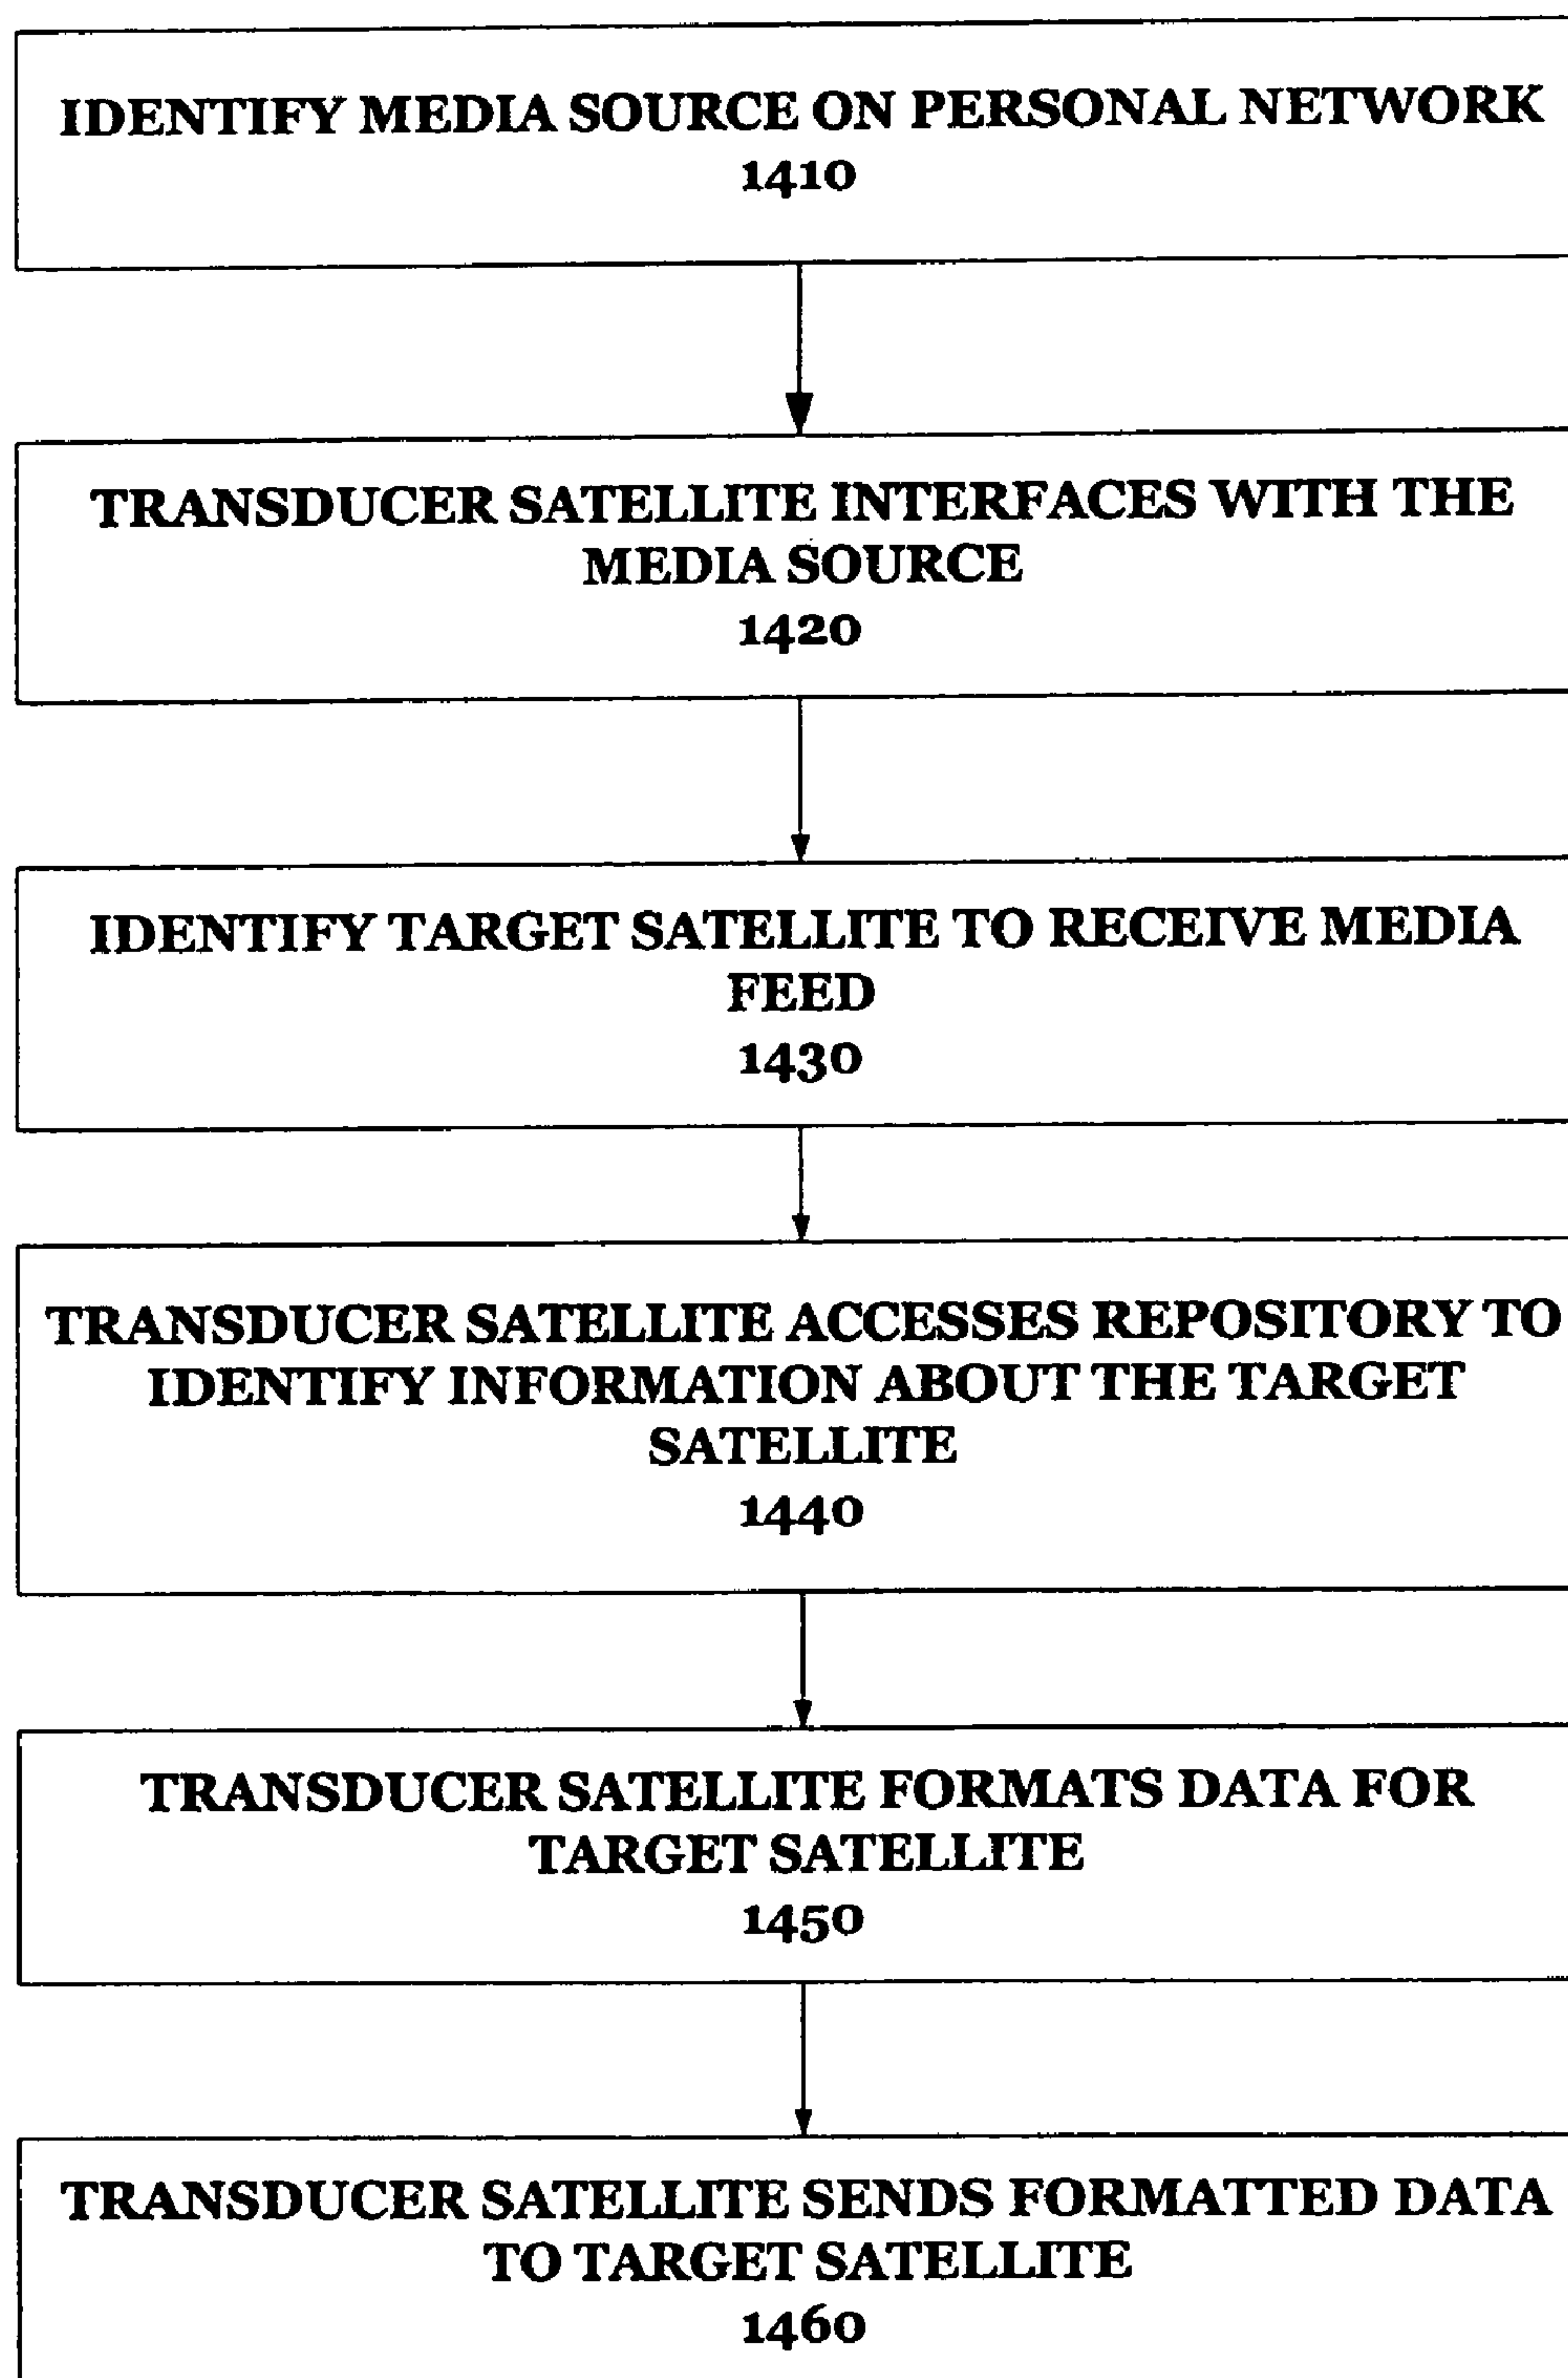 IDENTIFY MEDIA SOURCE ON PERSONAL NETWORK
1410
TRANSDUCER SATELLITE INTERFACES WITH THE
MEDIA SOURCE
1420
IDENTIFY TARGET SATELLITE TO RECEIVE MEDIA
FEED
1430
TRANSDUCER SATELLITE ACCESSES REPOSITORY TO
IDENTIFY INFORMATION ABOUT THE TARGET
SATELLITE
1440
TRANSDUCER SATELLITE FORMATS DATA FOR
TARGET SATELLITE
1450
TRANSDUCER SATELLITE SENDS FORMATTED DATA
TO TARGET SATELLITE
1460